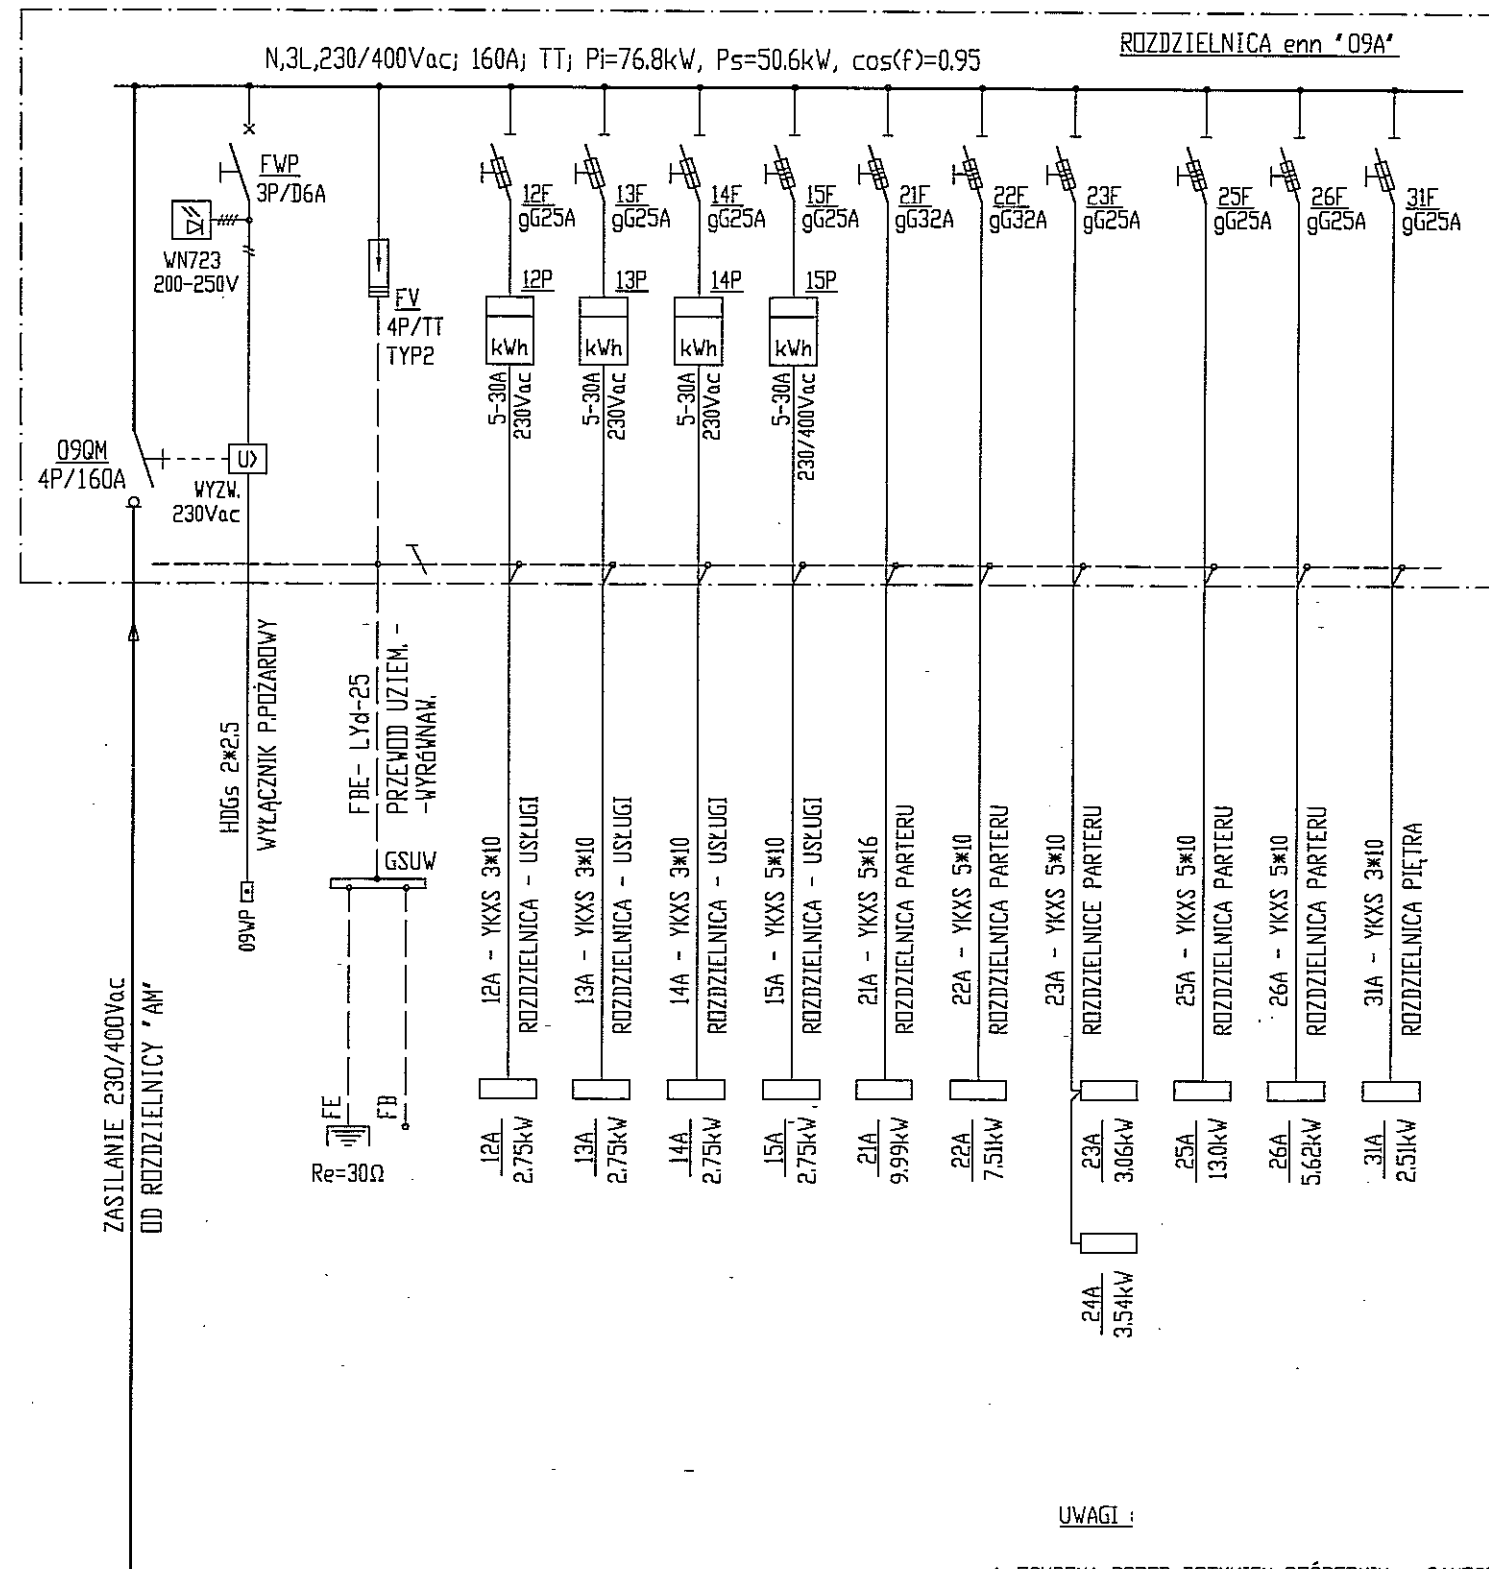 ROZDZIELNICA enn "09A"
N,3L,230/400Vac; 160A; TT; Pi=76.8kW, Ps=50.6kW, cos(f)=0.95
FWP
3P/D6A
WN723
200-250V
FV
4P/TT
TYP2
09QM
4P/160A
U>
WYZW.
230Vac
12F
gG25A
13F
gG25A
14F
gG25A
15F
gG25A
21F
gG32A
22F
gG32A
23F
gG25A
25F
gG25A
26F
gG25A
31F
gG25A
12P
kWh
5-30A
230Vac
13P
kWh
5-30A
230Vac
14P
kWh
5-30A
230Vac
15P
kWh
5-30A
230/400Vac
ZASILANIE 230/400Vac
OD ROZDZIELNICY "AM"
HDGs 2*2,5
WYŁĄCZNIK P.POŻAROWY
09WP
FBE- LYd-25
PRZEWOD UZIEM. -
-WYRÓWNAW.
GSUW
FE
FB
Re=30Ω
12A - YKXS 3*10
ROZDZIELNICA - USŁUGI
13A - YKXS 3*10
ROZDZIELNICA - USŁUGI
14A - YKXS 3*10
ROZDZIELNICA - USŁUGI
15A - YKXS 5*10
ROZDZIELNICA - USŁUGI
21A - YKXS 5*16
ROZDZIELNICA PARTERU
22A - YKXS 5*10
ROZDZIELNICA PARTERU
23A - YKXS 5*10
ROZDZIELNICE PARTERU
25A - YKXS 5*10
ROZDZIELNICA PARTERU
26A - YKXS 5*10
ROZDZIELNICA PARTERU
31A - YKXS 3*10
ROZDZIELNICA PIĘTRA
12A
2.75kW
13A
2.75kW
14A
2.75kW
15A
2.75kW
21A
9.99kW
22A
7.51kW
23A
3.06kW
25A
13.0kW
26A
5.62kW
31A
2.51kW
24A
3.54kW
UWAGI :